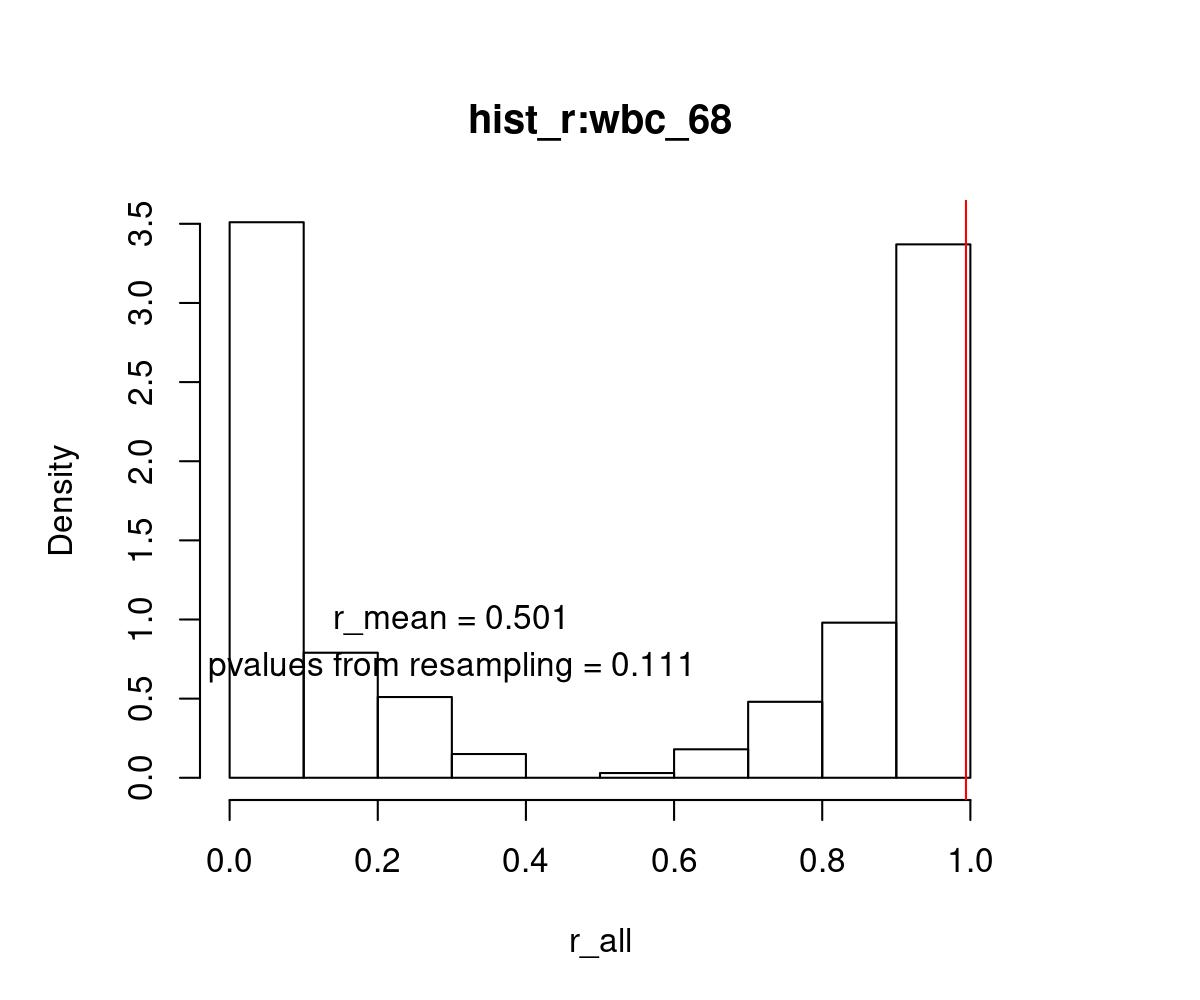 hist_r:wbc_68
3.5
3.0
2.5
2.0
1.5
1.0
0.5
0.0
Density
r_mean = 0.501
pvalues from resampling = 0.111
0.0 0.2 0.4 0.6 0.8 1.0
r_all